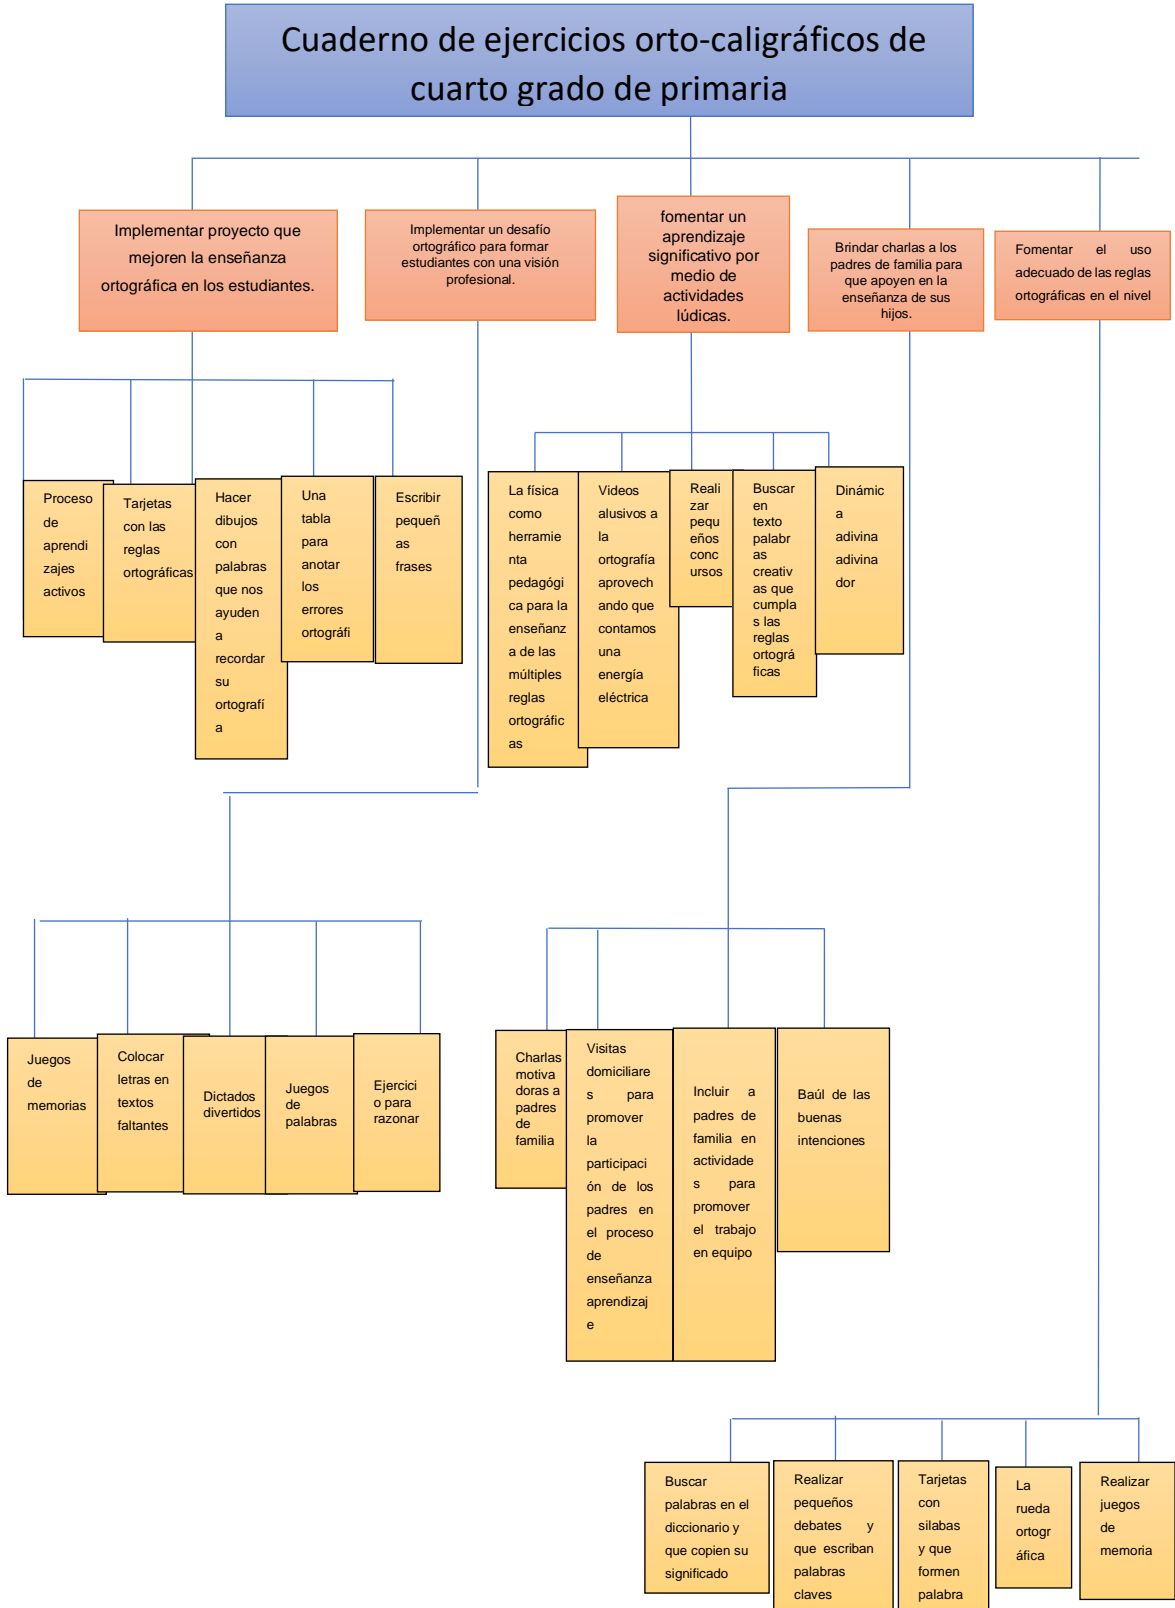 Cuaderno de ejercicios orto-caligráficos de
cuarto grado de primaria
Implementar proyecto que
mejoren la enseñanza
ortográfica en los estudiantes.
Implementar un desafío
ortográfico para formar
estudiantes con una visión
profesional.
fomentar un
aprendizaje
significativo por
medio de
actividades
lúdicas.
Brindar charlas a los
padres de familia para
que apoyen en la
enseñanza de sus
hijos.
Fomentar el uso
adecuado de las reglas
ortográficas en el nivel
Proceso
de
aprendi
zajes
activos
Tarjetas
con las
reglas
ortográficas
Hacer
dibujos
con
palabras
que nos
ayuden
a
recordar
su
ortografí
a
Una
tabla
para
anotar
los
errores
ortográfi
Escribir
pequeñ
as
frases
La física
como
herramie
nta
pedagógi
ca para la
enseñanz
a de las
múltiples
reglas
ortográfic
as
Videos
alusivos a
la
ortografía
aprovech
ando que
contamos
una
energía
eléctrica
Reali
zar
pequ
eños
conc
ursos
Buscar
en
texto
palabr
as
creativ
as que
cumpla
s las
reglas
ortográ
ficas
Dinámic
a
adivina
adivina
dor
Juegos
de
memorias
Colocar
letras en
textos
faltantes
Dictados
divertidos
Juegos
de
palabras
Ejercici
o para
razonar
Charlas
motiva
doras a
padres
de
familia
Visitas
domiciliare
s para
promover
la
participaci
ón de los
padres en
el proceso
de
enseñanza
aprendizaj
e
Incluir a
padres de
familia en
actividade
s para
promover
el trabajo
en equipo
Baúl de las
buenas
intenciones
Buscar
palabras en el
diccionario y
que copien su
significado
Realizar
pequeños
debates y
que escriban
palabras
claves
Tarjetas
con
silabas
y que
formen
palabra
La
rueda
ortogr
áfica
Realizar
juegos
de
memoria